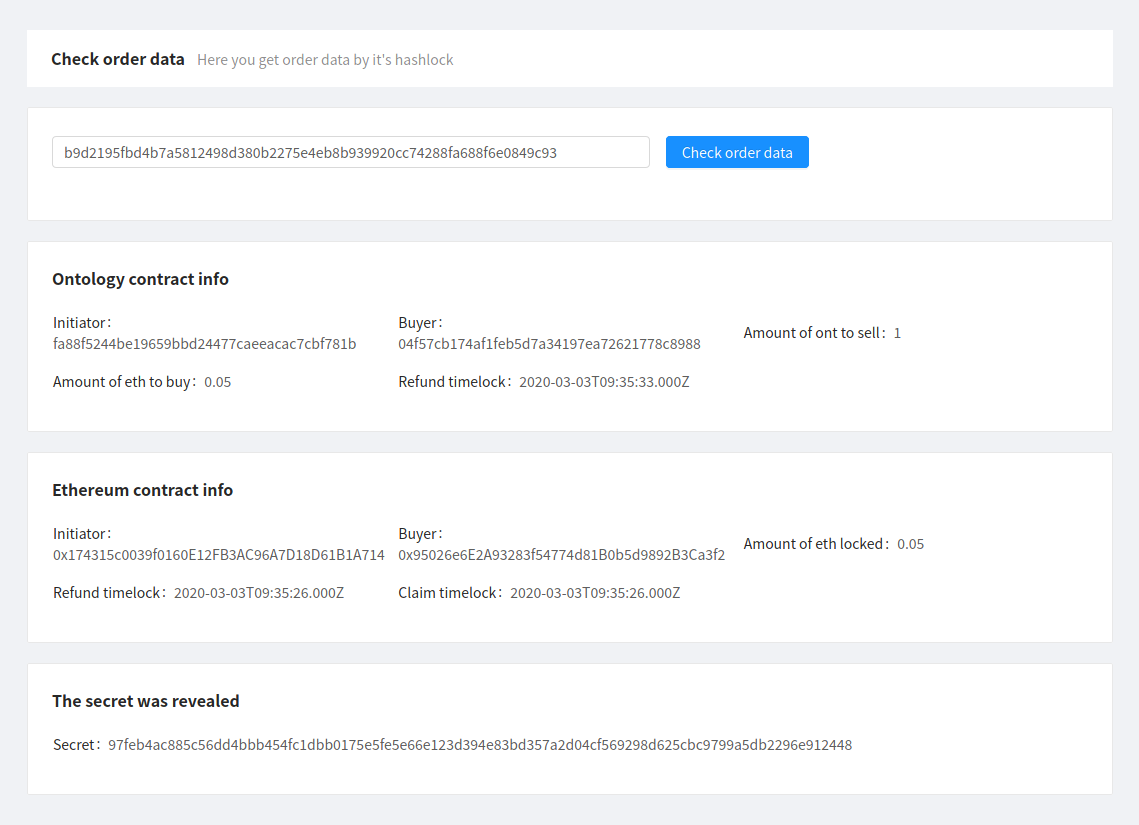 Check order data Here you get order data by it's hashlock
b9d2195fbd4b7a5812498d380b2275e4eb8b939920cc74288fa688f6e0849c93 Check order data
Ontology contract info
Initiator: Buyer: Amount of ont to sell: 1
fa88f5244be19659bbd24477caeeacac7cbf781b 04f57cb174af1feb5d7a34197ea72621778c8988
Amount of eth to buy: 0.05 Refund timelock: 2020-03-03T09:35:33.000Z
Ethereum contract info
Initiator: Buyer: Amount of eth locked: 0.05
0x174315c0039f0160E12FB3AC96A7D18D61B1A714 0x95026e6E2A93283f54774d81B0b5d9892B3Ca3f2
Refund timelock: 2020-03-03T09:35:26.000Z Claim timelock: 2020-03-03T09:35:26.000Z
The secret was revealed
Secret: 97feb4ac885c56dd4bbb454fc1dbb0175e5fe5e66e123d394e83bd357a2d04cf569298d625cbc9799a5db2296e912448